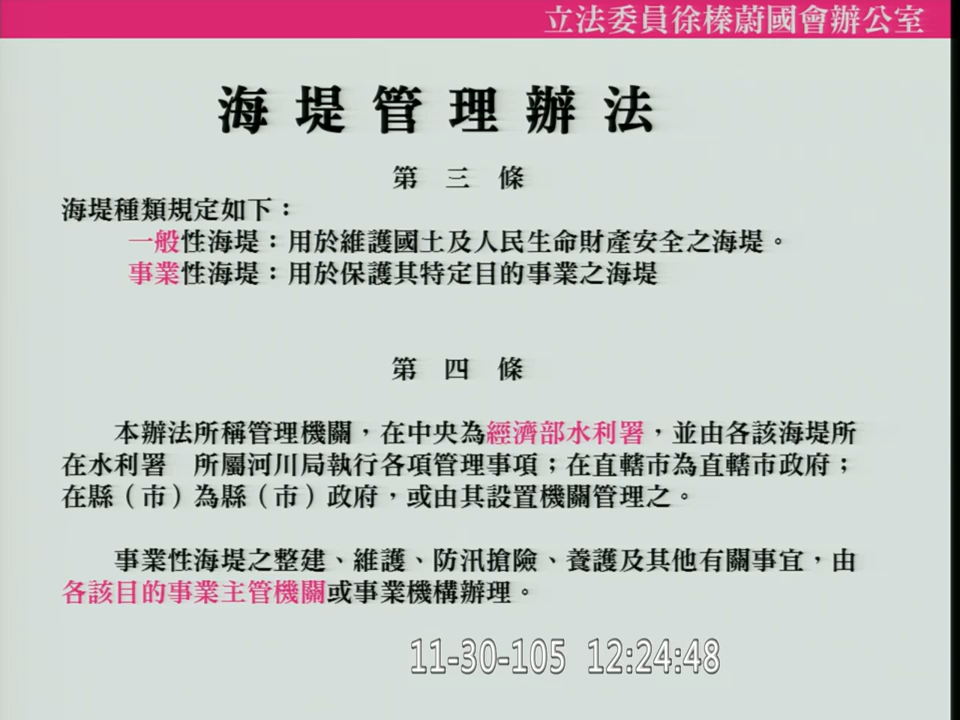 立法委員徐榛蔚國會辦公室
海堤管理辦法
第三條
海堤種類規定如下：
一般性海堤：用於維護國土及人民生命財產安全之海堤。
事業性海堤：用於保護其特定目的事業之海堤
第四條
本辦法所稱管理機關，在中央為經濟部水利署，並由各該海堤所
在水利署　所屬河川局執行各項管理事項；在直轄市為直轄市政府；
在縣（市）為縣（市）政府，或由其設置機關管理之。
事業性海堤之整建、維護、防汛搶險、養護及其他有關事宜，由
各該目的事業主管機關或事業機構辦理。
11-30-105 12:24:48